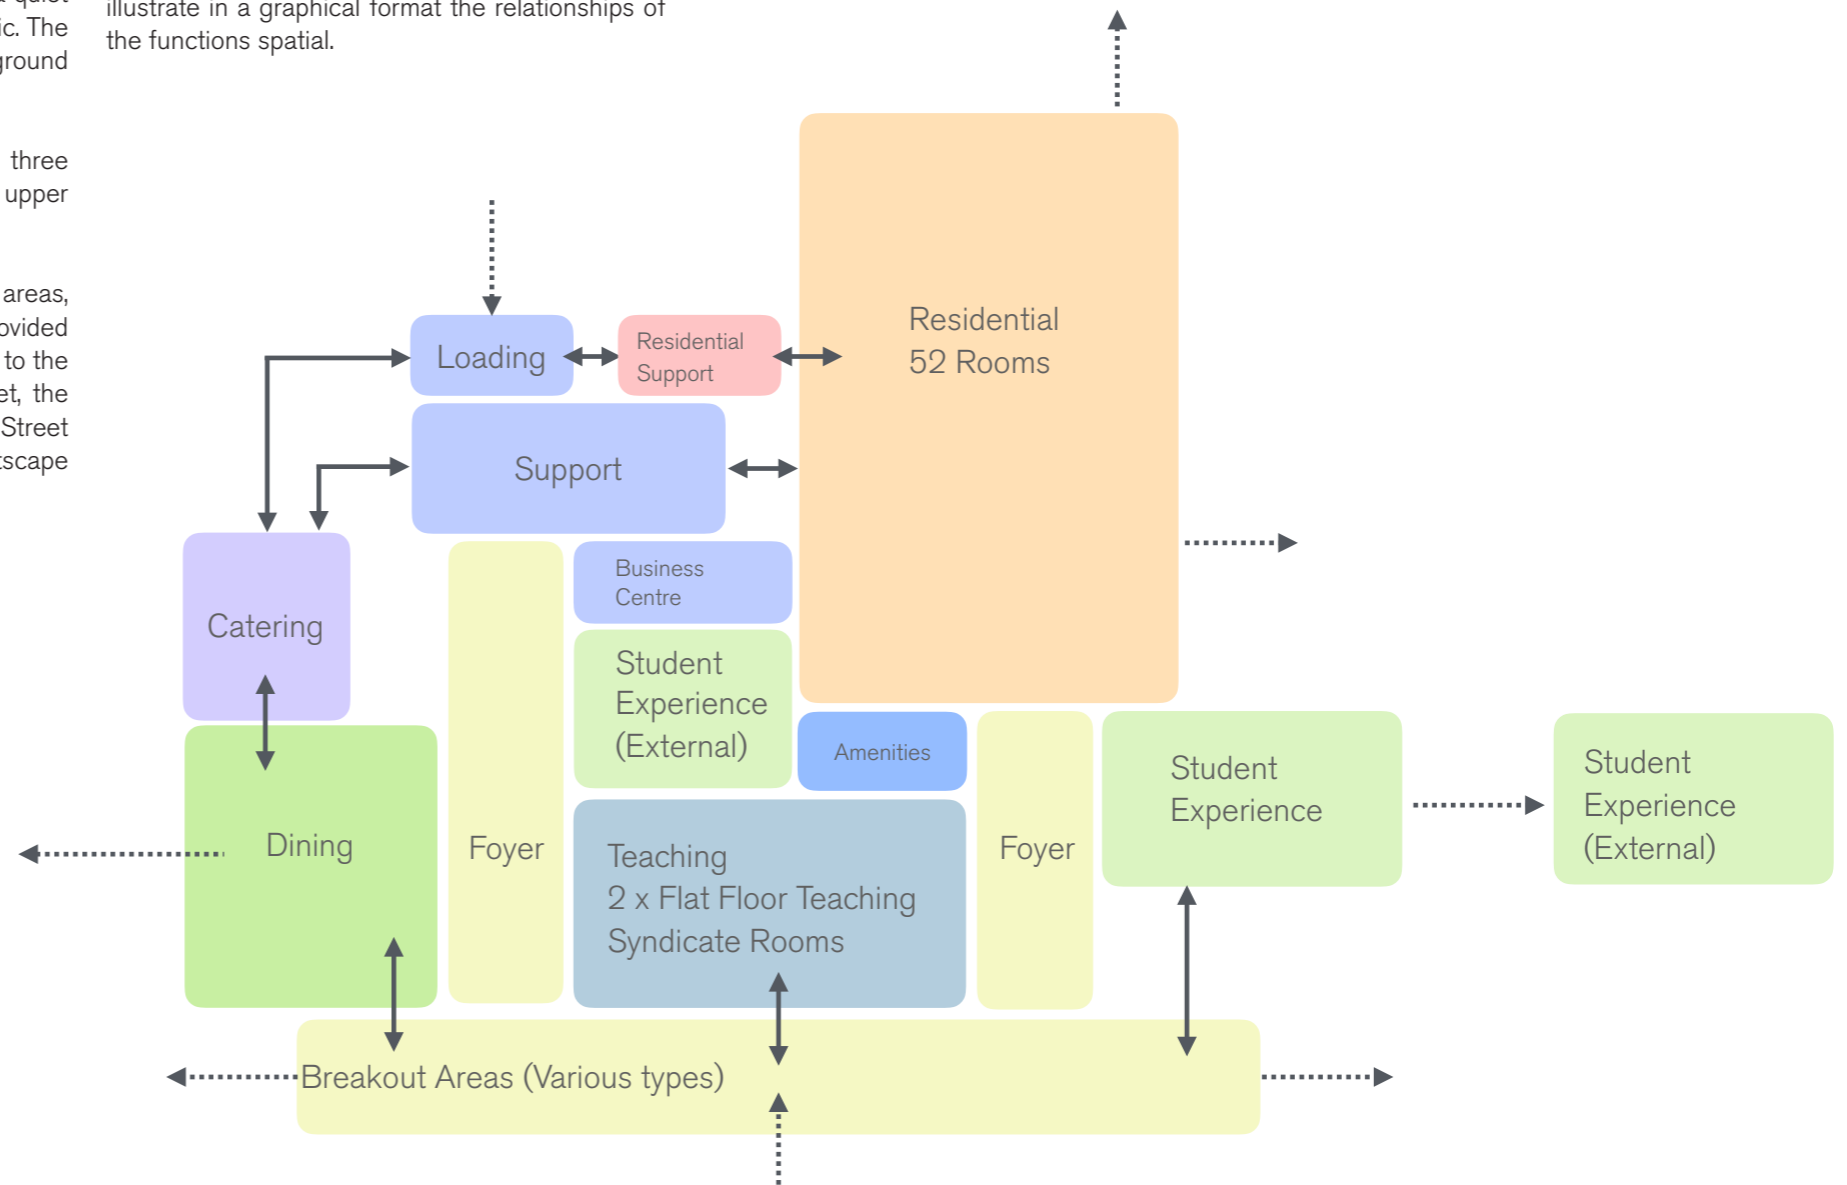 a quiet
ic. The
ground
three
upper
areas,
ovided
to the
et, the
Street
tscape
illustrate in a graphical format the relationships of
the functions spatial.
Loading
Residential
Support
Residential
52 Rooms
Support
Business
Centre
Catering
Student
Experience
(External)
Amenities
Student
Experience
Student
Experience
(External)
Dining
Foyer
Teaching
2 x Flat Floor Teaching
Syndicate Rooms
Foyer
Breakout Areas (Various types)